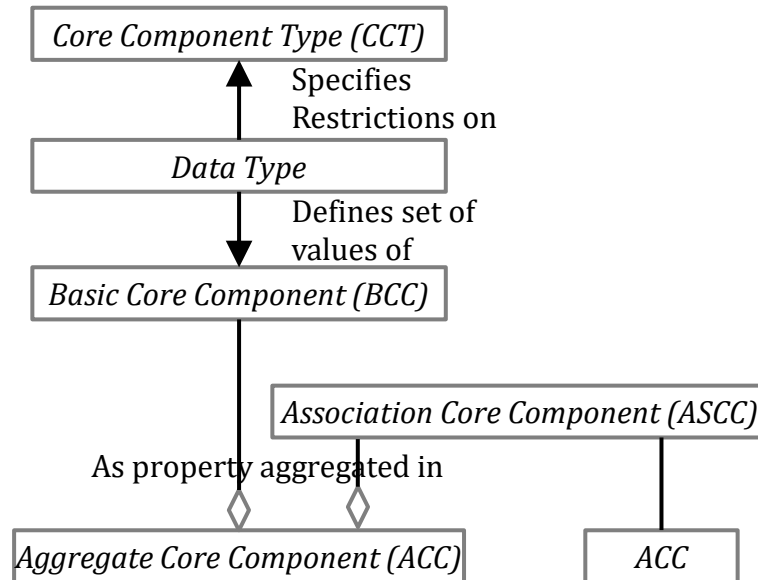 Core Component Type (CCT)
Specifies
Restrictions on
Data Type
Defines set of
values of
Basic Core Component (BCC)
Association Core Component (ASCC)
As property aggregated in
Aggregate Core Component (ACC)
ACC